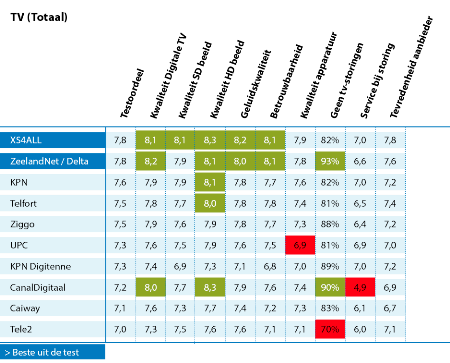 TV (Totaal)
Testoordeel
Kwaliteit Digitale TV
Kwaliteit SD beeld
Kwaliteit HD beeld
Geluidskwaliteit
Betrouwbaarheid
Kwaliteit apparatuur
Geen tv-storingen
Service bij storing
Tevredenheid aanbieder
XS4ALL 7,8 8,1 8,1 8,3 8,2 8,1 7,9 82% 7,0 7,8
ZeelandNet / Delta 7,8 8,2 7,9 8,1 8,0 8,1 7,8 93% 6,6 7,6
KPN 7,6 7,9 7,9 8,1 7,8 7,7 7,6 82% 7,0 7,2
Telfort 7,5 7,8 7,7 8,0 7,8 7,8 7,4 81% 6,5 7,4
Ziggo 7,5 7,9 7,6 7,9 7,8 7,7 7,3 88% 6,4 7,2
UPC 7,3 7,6 7,5 7,9 7,6 7,5 6,9 81% 6,9 7,0
KPN Digitenne 7,3 7,4 6,9 7,3 7,1 6,8 7,0 89% 7,0 7,2
CanalDigitaal 7,2 8,0 7,7 8,3 7,9 7,6 7,4 90% 4,9 6,9
Caiway 7,1 7,6 7,3 7,7 7,4 7,2 7,3 83% 6,1 6,7
Tele2 7,0 7,3 7,5 7,6 7,6 7,1 7,1 70% 6,0 7,1
> Beste uit de test